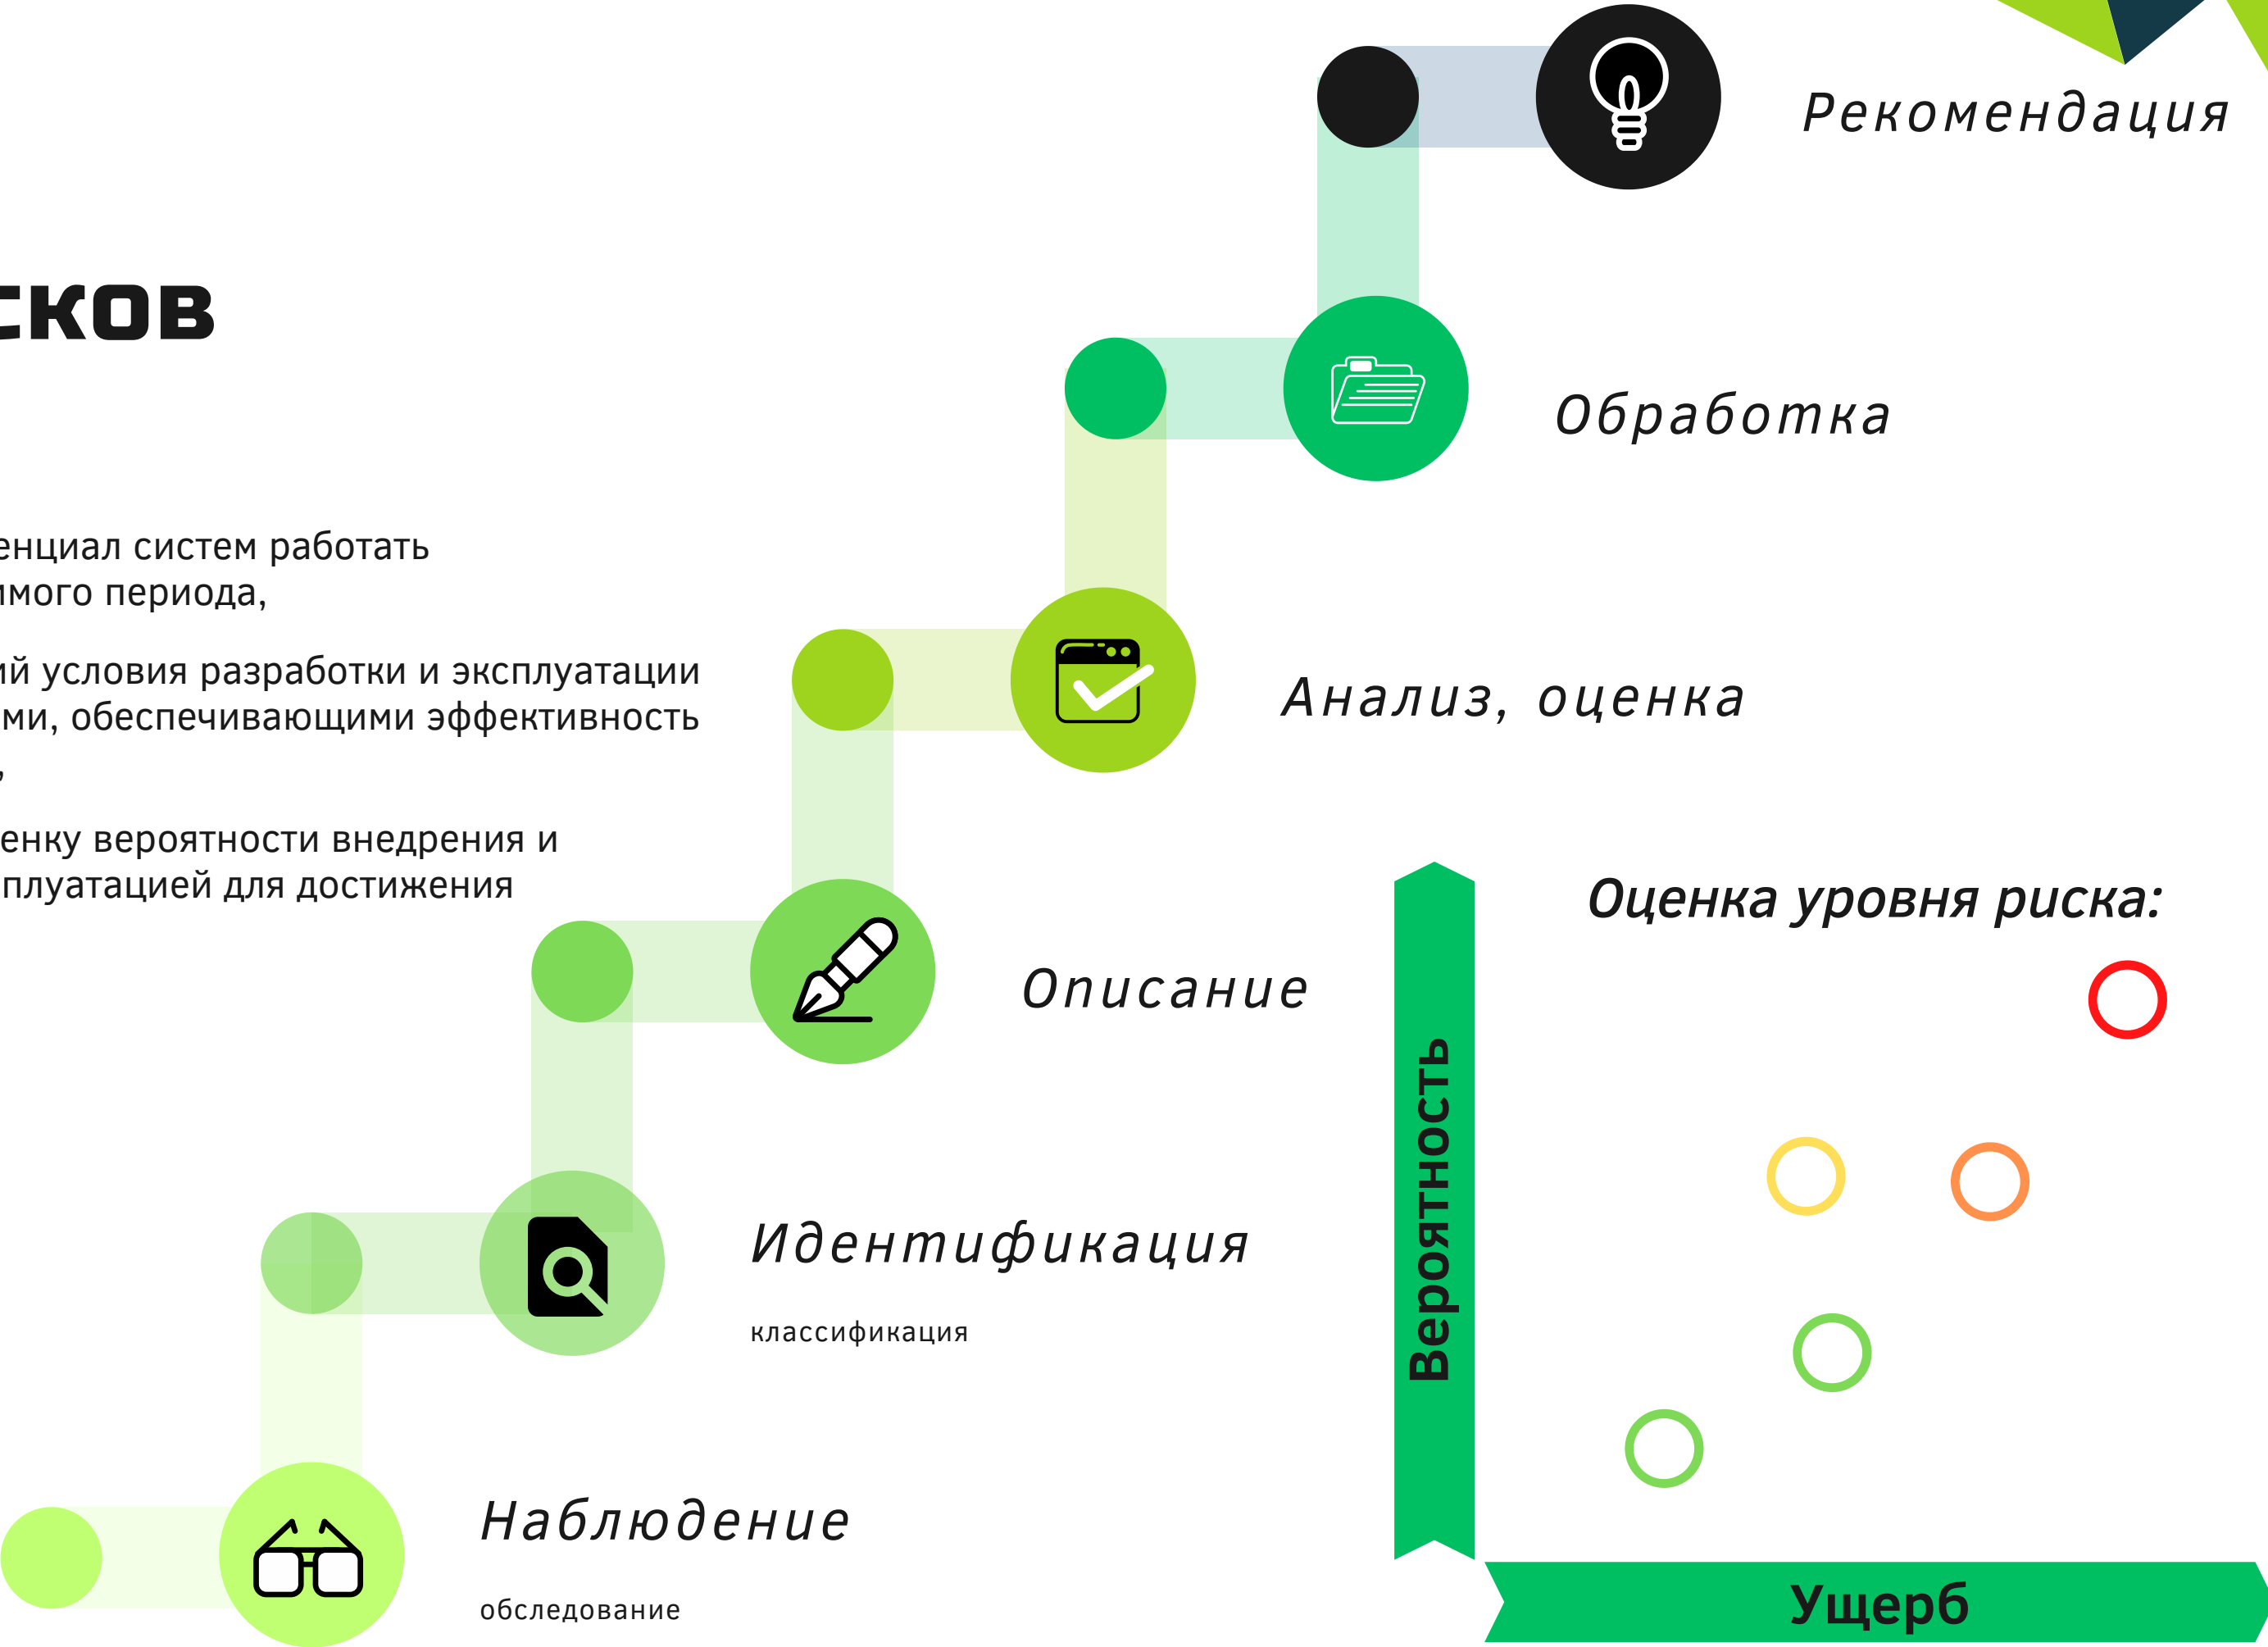 Рекомендация
сков
Обработка
енциал систем работать
имого периода,
ий условия разработки и эксплуатации
ми, обеспечивающими эффективность
,
енку вероятности внедрения и
плуатацией для достижения
Анализ, оценка
Описание
Идентификация
классификация
Наблюдение
обследование
Оценка уровня риска:
Вероятность
Ущерб